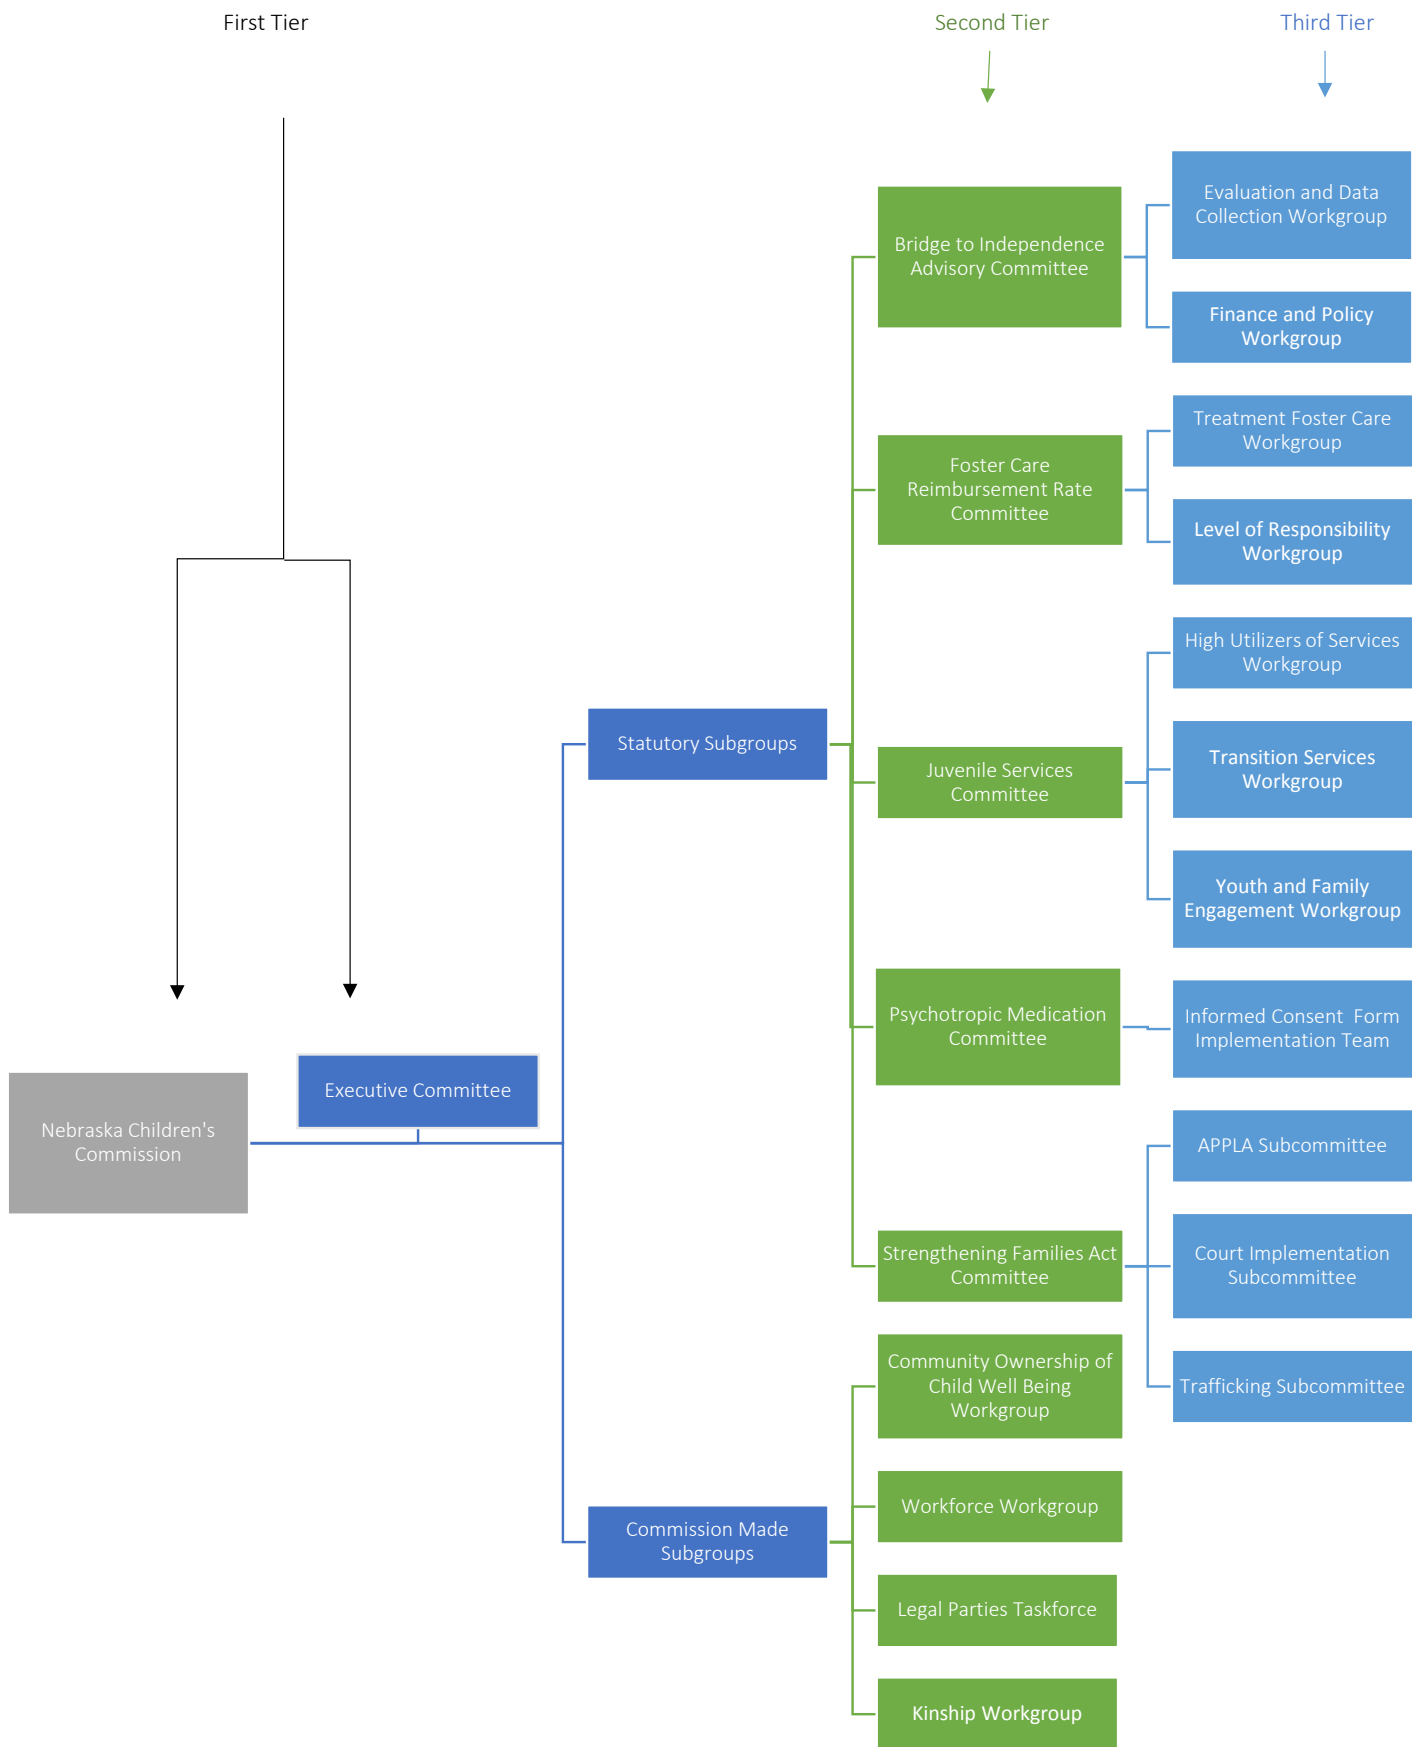 First Tier
Second Tier
Third Tier
Evaluation and Data
Collection Workgroup
Bridge to Independence
Advisory Committee
Finance and Policy
Workgroup
Treatment Foster Care
Workgroup
Foster Care
Reimbursement Rate
Committee
Level of Responsibility
Workgroup
High Utilizers of Services
Workgroup
Statutory Subgroups
Transition Services
Workgroup
Juvenile Services
Committee
Youth and Family
Engagement Workgroup
Psychotropic Medication
Committee
Informed Consent  Form
Implementation Team
Executive Committee
Nebraska Children's
Commission
APPLA Subcommittee
Strengthening Families Act
Committee
Court Implementation
Subcommittee
Community Ownership of
Child Well Being
Workgroup
Trafficking Subcommittee
Workforce Workgroup
Commission Made
Subgroups
Legal Parties Taskforce
Kinship Workgroup